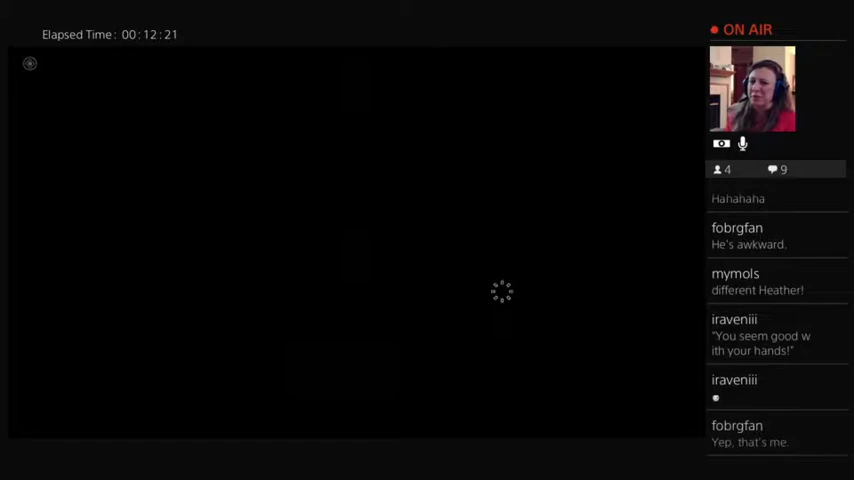 Elapsed Time: 00:12:21
ON AIR
4
9
Hahahaha
fobrgfan
He's awkward.
mymols
different Heather!
iraveniii
"You seem good w
ith your hands!"
iraveniii
fobrgfan
Yep, that's me.